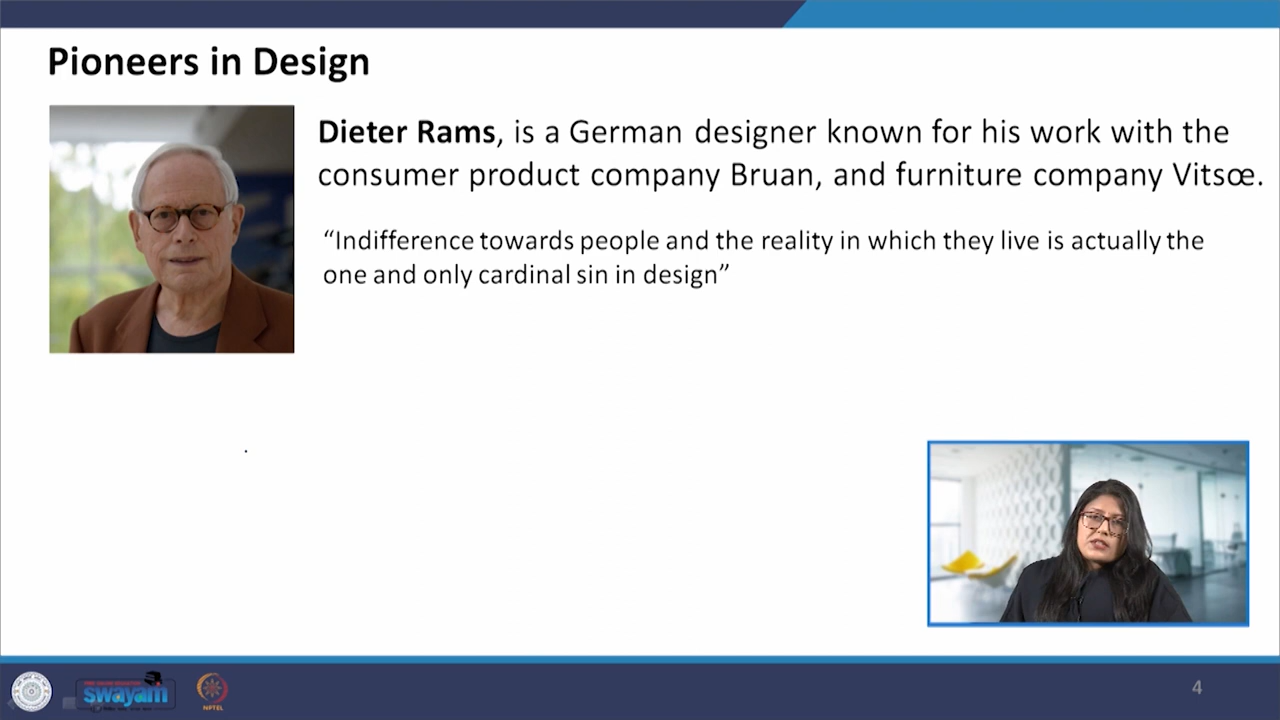 Pioneers in Design
Dieter Rams, is a German designer known for his work with the
consumer product company Bruan, and furniture company Vitsœ.
“Indifference towards people and the reality in which they live is actually the
one and only cardinal sin in design”
swayam
NPTEL
4